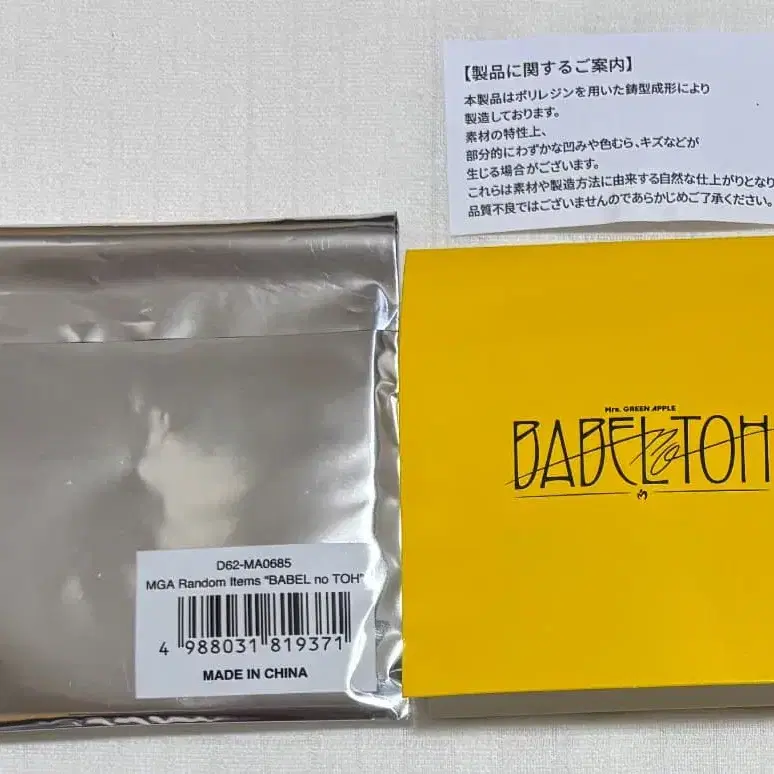 【製品に関するご案内】
本製品はポリレジンを用いた鋳型成形により
製造しております。
素材の特性上、
部分的にわずかな凹みや色むら、キズなどが
生じる場合がございます。
これらは素材や製造方法に由来する自然な仕上がりとなり
品質不良ではございませんのであらかじめご了承ください。
Mrs. GREEN APPLE
BABEL no TOH
D62-MA0685
MGA Random Items "BABEL no TOH"
4 988031 819371
MADE IN CHINA